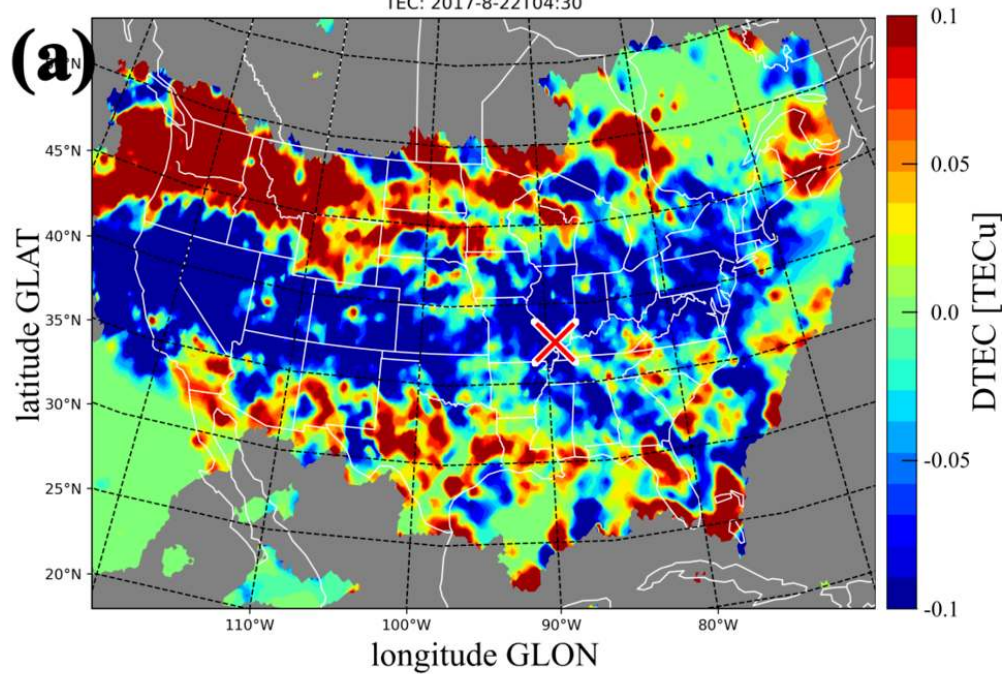 TEC: 2017-8-22T04:30
(a)
45°N
40°N
35°N
30°N
25°N
20°N
110°W
100°W
90°W
80°W
latitude GLAT
longitude GLON
0.1
0.05
0.0
-0.05
-0.1
DTEC [TECu]